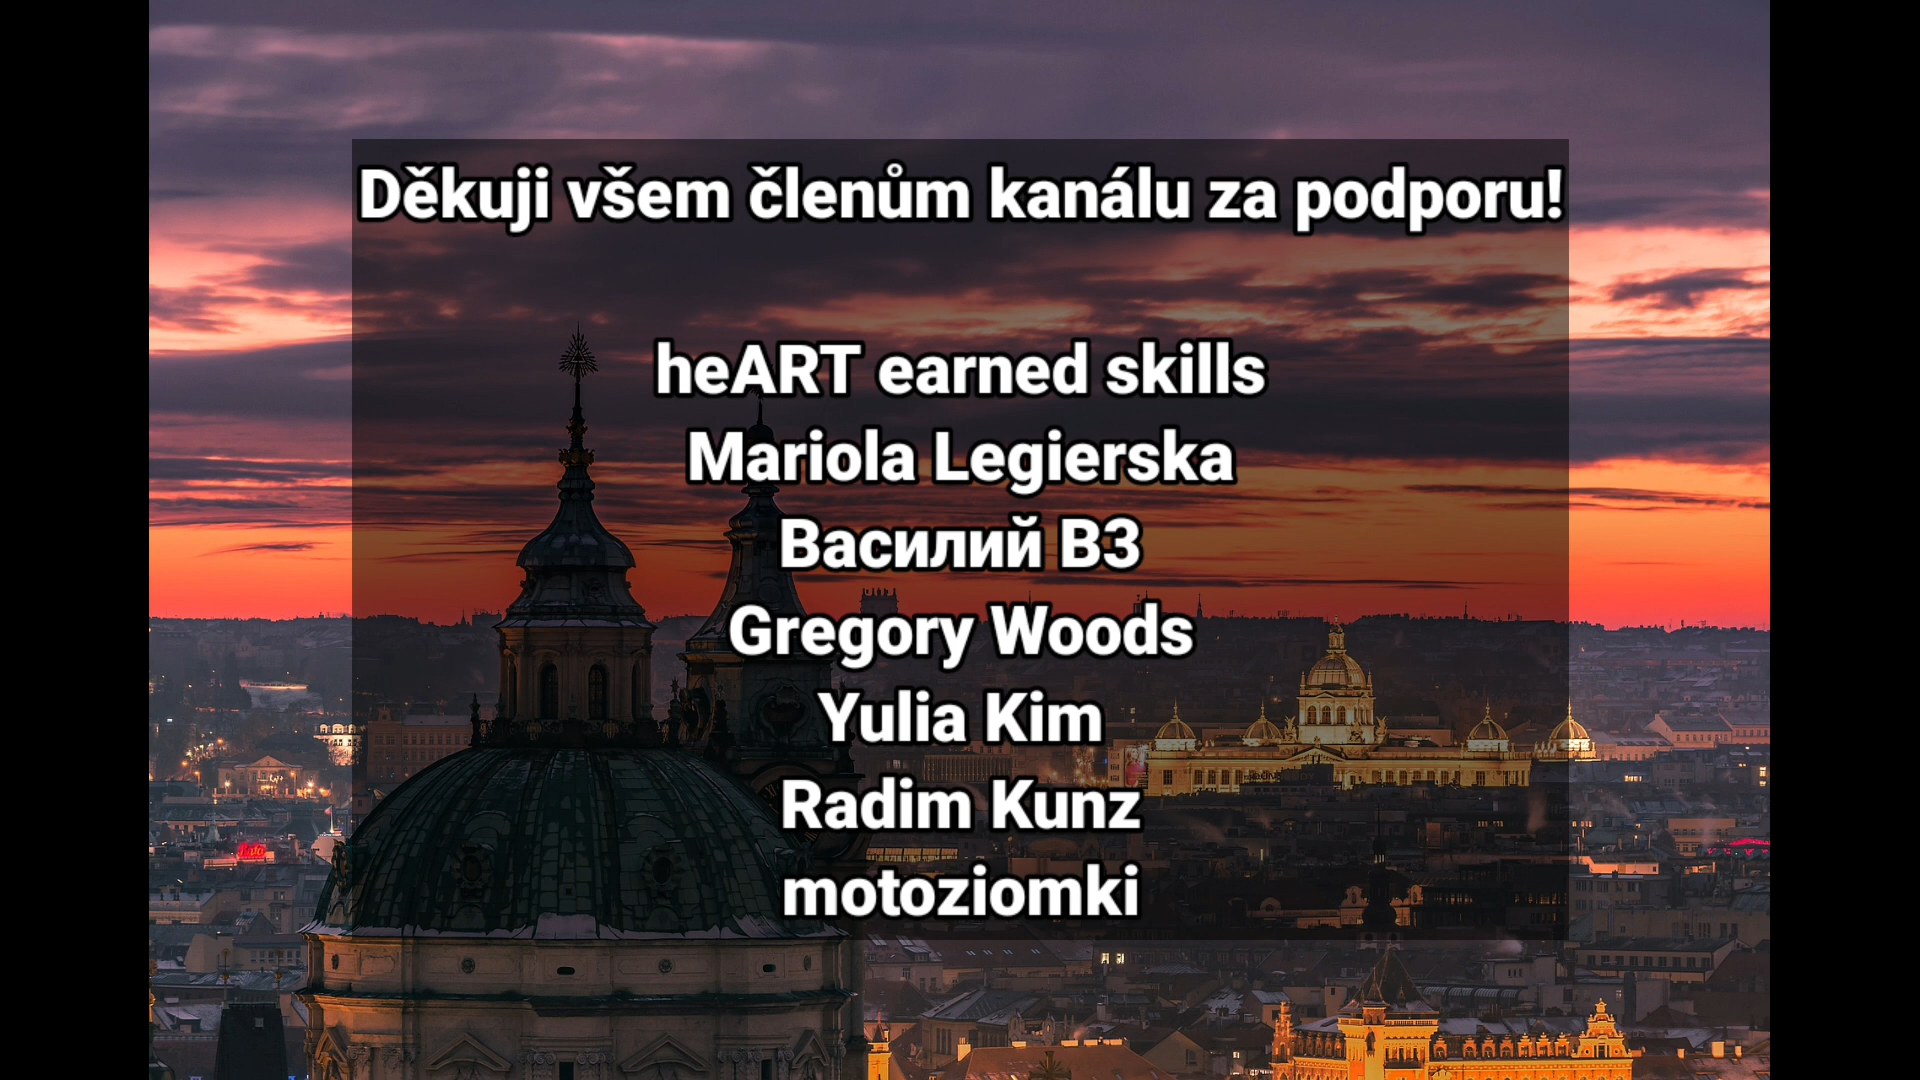 Děkuji všem členům kanálu za podporu!
heART earned skills
Mariola Legierska
Василий ВЗ
Gregory Woods
Yulia Kim
Radim Kunz
motoziomki